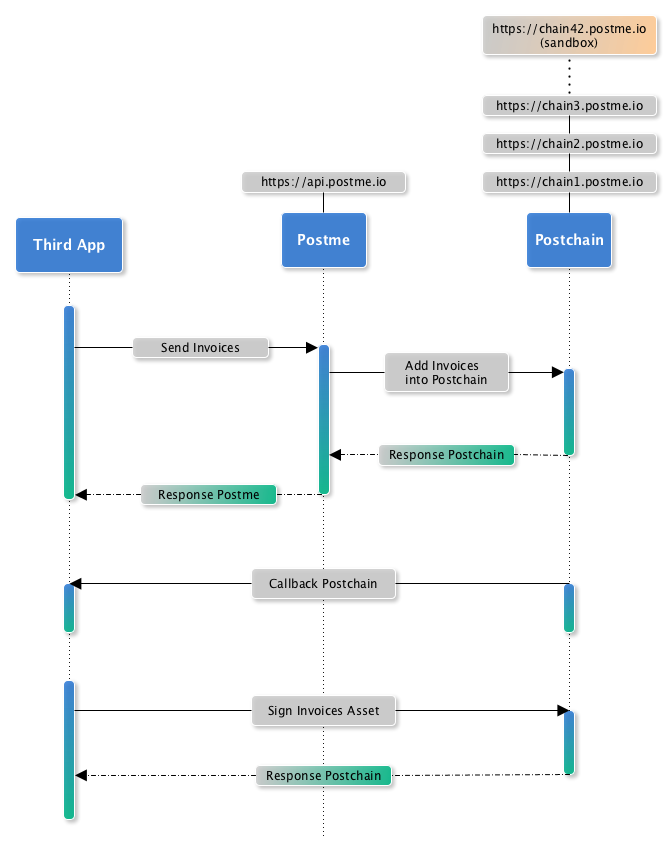 https://chain42.postme.io
(sandbox)
https://chain3.postme.io
https://chain2.postme.io
https://api.postme.io
https://chain1.postme.io
Third App
Postme
Postchain
Send Invoices
Add Invoices
into Postchain
Response Postchain
Response Postme
Callback Postchain
Sign Invoices Asset
Response Postchain